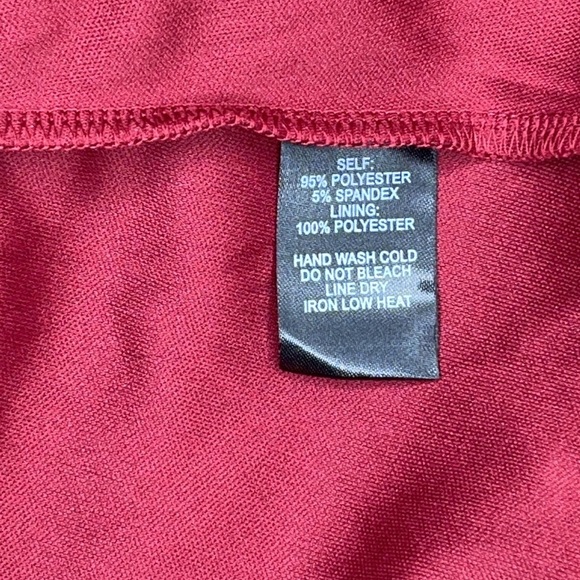 SELF:
95% POLYESTER
5% SPANDEX
LINING:
100% POLYESTER
HAND WASH COLD
DO NOT BLEACH
LINE DRY
IRON LOW HEAT